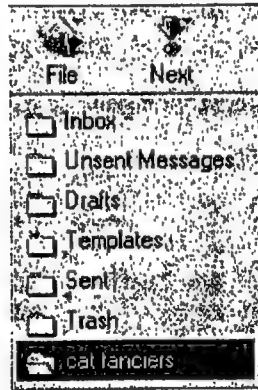 File Next
Inbox
Unsent Messages
Drafts
Templates
Sent
Trash
cat fanciers